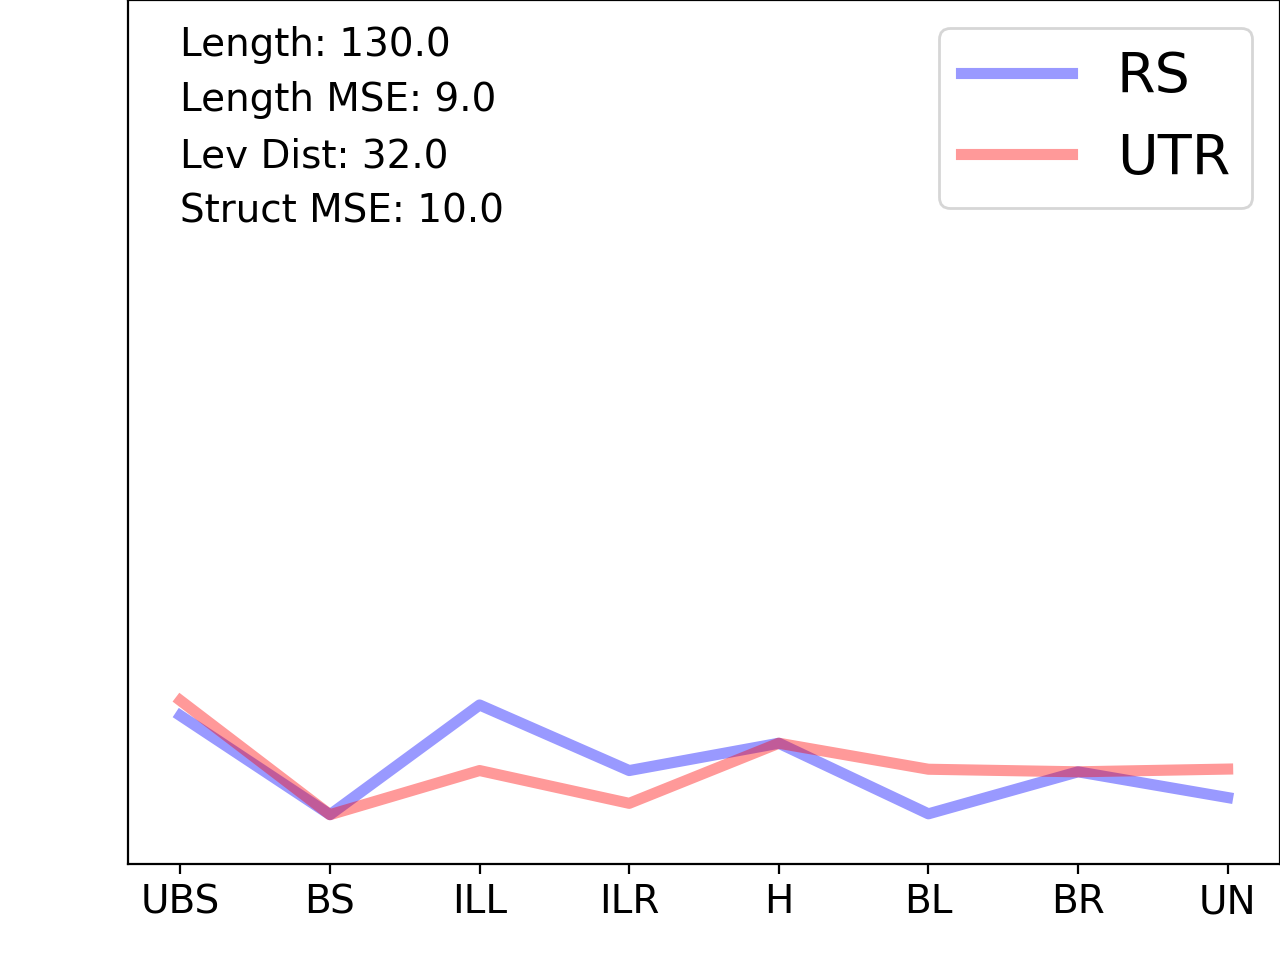 Length: 130.0
Length MSE: 9.0
Lev Dist: 32.0
Struct MSE: 10.0
RS
UTR
UBS BS ILL ILR H BL BR UN